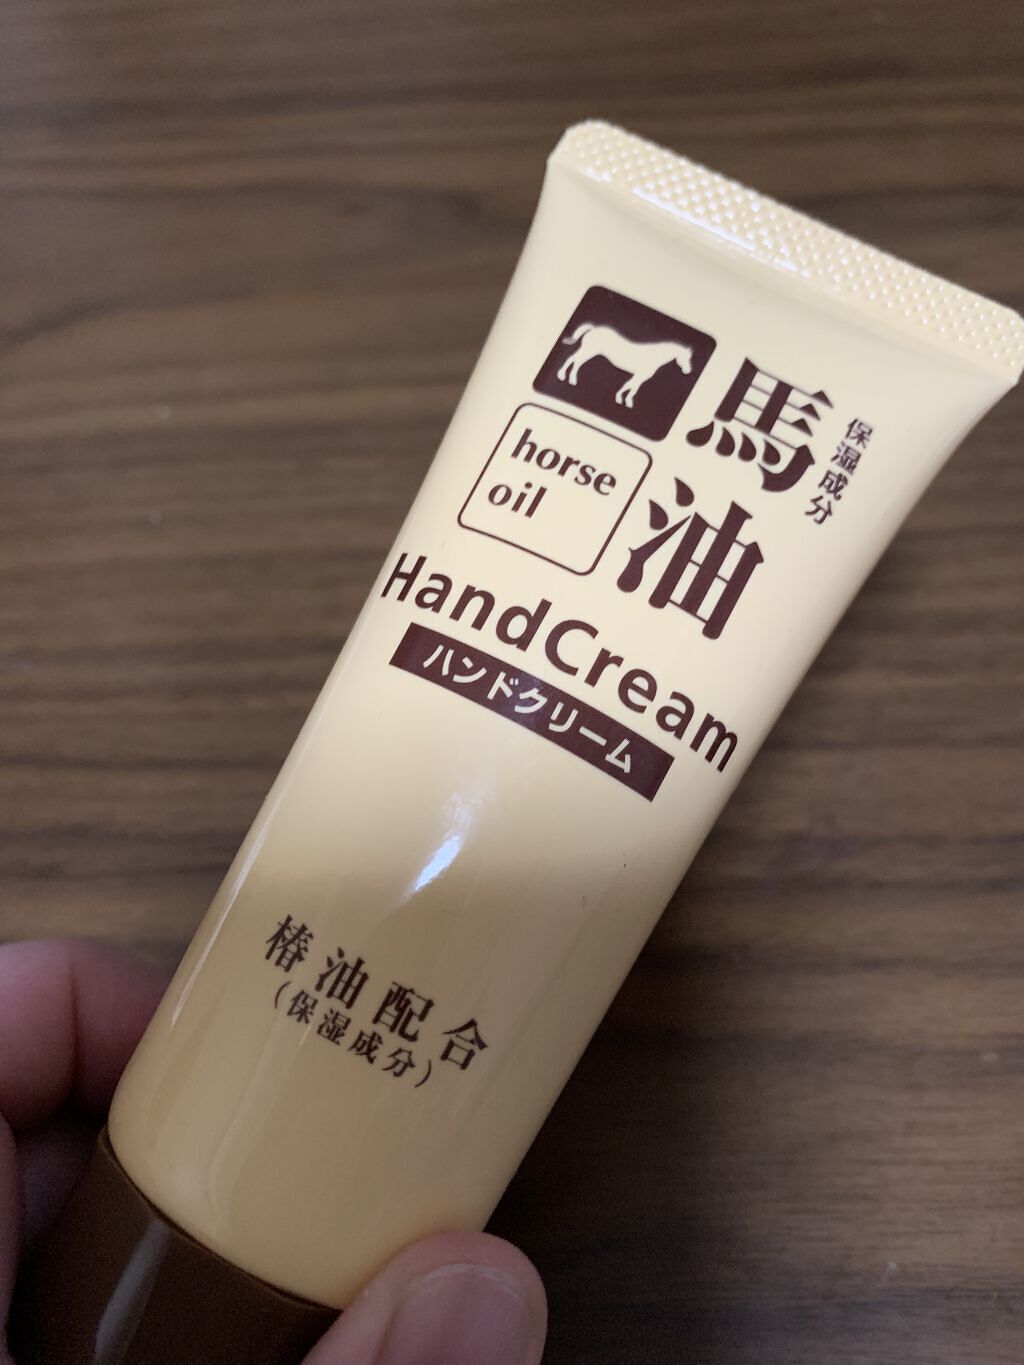 保湿成分
馬油
horse
oil
HandCream
ハンドクリーム
椿油配合
(保湿成分)